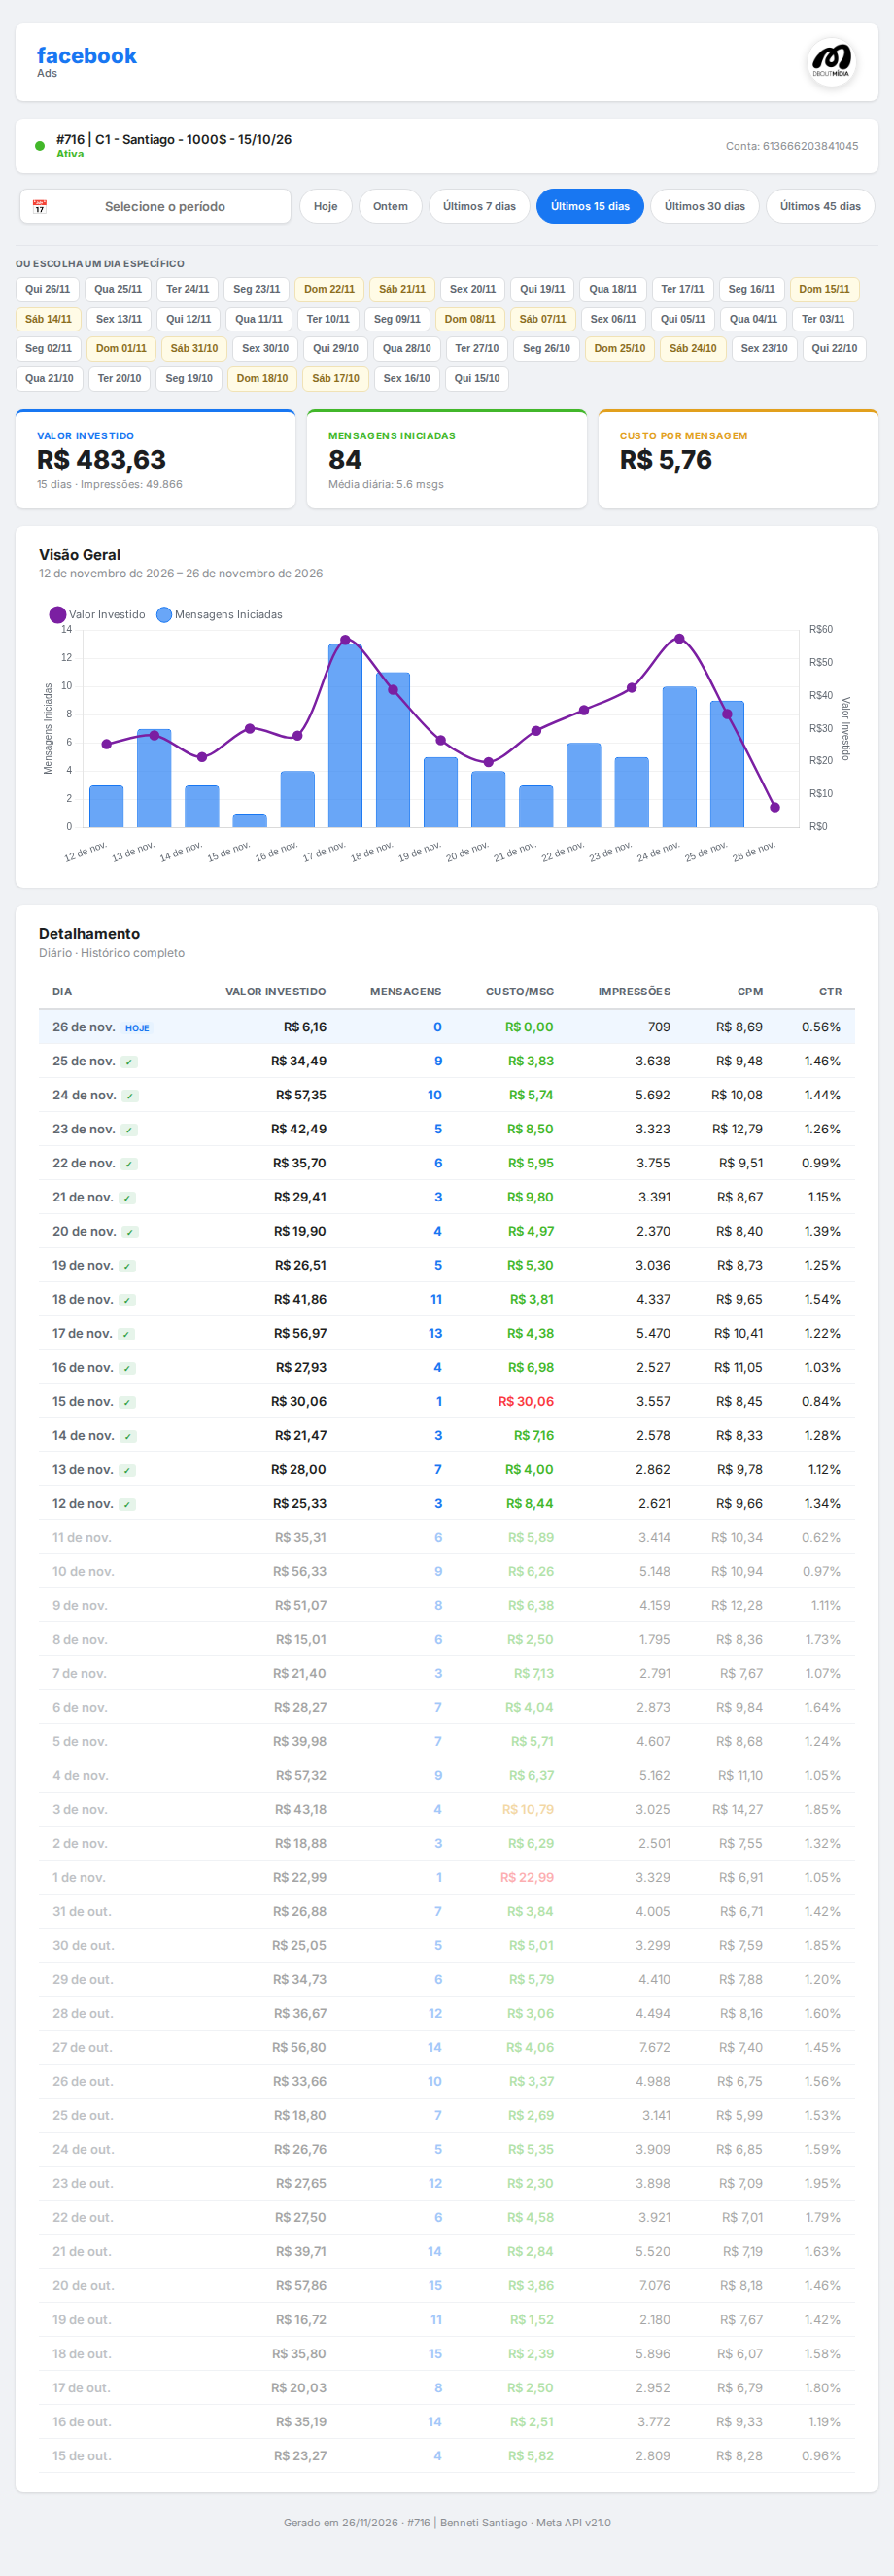 facebook
Ads
DBOUTMÍDIA
#716 | C1 - Santiago - 1000$ - 15/10/26
Ativa
Conta: 613666203841045
Selecione o período
Hoje
Ontem
Últimos 7 dias
Últimos 15 dias
Últimos 30 dias
Últimos 45 dias
OU ESCOLHA UM DIA ESPECÍFICO
Qui 26/11 Qua 25/11 Ter 24/11 Seg 23/11 Dom 22/11 Sáb 21/11 Sex 20/11 Qui 19/11 Qua 18/11 Ter 17/11 Seg 16/11 Dom 15/11
Sáb 14/11 Sex 13/11 Qui 12/11 Qua 11/11 Ter 10/11 Seg 09/11 Dom 08/11 Sáb 07/11 Sex 06/11 Qui 05/11 Qua 04/11 Ter 03/11
Seg 02/11 Dom 01/11 Sáb 31/10 Sex 30/10 Qui 29/10 Qua 28/10 Ter 27/10 Seg 26/10 Dom 25/10 Sáb 24/10 Sex 23/10 Qui 22/10
Qua 21/10 Ter 20/10 Seg 19/10 Dom 18/10 Sáb 17/10 Sex 16/10 Qui 15/10
VALOR INVESTIDO
R$ 483,63
15 dias · Impressões: 49.866
MENSAGENS INICIADAS
84
Média diária: 5.6 msgs
CUSTO POR MENSAGEM
R$ 5,76
Visão Geral
12 de novembro de 2026 – 26 de novembro de 2026
Valor Investido Mensagens Iniciadas
14
12
10
8
6
4
2
0
Mensagens Iniciadas
R$60
R$50
R$40
R$30
R$20
R$10
R$0
Valor Investido
12 de nov. 13 de nov. 14 de nov. 15 de nov. 16 de nov. 17 de nov. 18 de nov. 19 de nov. 20 de nov. 21 de nov. 22 de nov. 23 de nov. 24 de nov. 25 de nov. 26 de nov.
Detalhamento
Diário · Histórico completo
DIA VALOR INVESTIDO MENSAGENS CUSTO/MSG IMPRESSÕES CPM CTR
26 de nov. HOJE R$ 6,16 0 R$ 0,00 709 R$ 8,69 0.56%
25 de nov. ✓ R$ 34,49 9 R$ 3,83 3.638 R$ 9,48 1.46%
24 de nov. ✓ R$ 57,35 10 R$ 5,74 5.692 R$ 10,08 1.44%
23 de nov. ✓ R$ 42,49 5 R$ 8,50 3.323 R$ 12,79 1.26%
22 de nov. ✓ R$ 35,70 6 R$ 5,95 3.755 R$ 9,51 0.99%
21 de nov. ✓ R$ 29,41 3 R$ 9,80 3.391 R$ 8,67 1.15%
20 de nov. ✓ R$ 19,90 4 R$ 4,97 2.370 R$ 8,40 1.39%
19 de nov. ✓ R$ 26,51 5 R$ 5,30 3.036 R$ 8,73 1.25%
18 de nov. ✓ R$ 41,86 11 R$ 3,81 4.337 R$ 9,65 1.54%
17 de nov. ✓ R$ 56,97 13 R$ 4,38 5.470 R$ 10,41 1.22%
16 de nov. ✓ R$ 27,93 4 R$ 6,98 2.527 R$ 11,05 1.03%
15 de nov. ✓ R$ 30,06 1 R$ 30,06 3.557 R$ 8,45 0.84%
14 de nov. ✓ R$ 21,47 3 R$ 7,16 2.578 R$ 8,33 1.28%
13 de nov. ✓ R$ 28,00 7 R$ 4,00 2.862 R$ 9,78 1.12%
12 de nov. ✓ R$ 25,33 3 R$ 8,44 2.621 R$ 9,66 1.34%
11 de nov. R$ 35,31 6 R$ 5,89 3.414 R$ 10,34 0.62%
10 de nov. R$ 56,33 9 R$ 6,26 5.148 R$ 10,94 0.97%
9 de nov. R$ 51,07 8 R$ 6,38 4.159 R$ 12,28 1.11%
8 de nov. R$ 15,01 6 R$ 2,50 1.795 R$ 8,36 1.73%
7 de nov. R$ 21,40 3 R$ 7,13 2.791 R$ 7,67 1.07%
6 de nov. R$ 28,27 7 R$ 4,04 2.873 R$ 9,84 1.64%
5 de nov. R$ 39,98 7 R$ 5,71 4.607 R$ 8,68 1.24%
4 de nov. R$ 57,32 9 R$ 6,37 5.162 R$ 11,10 1.05%
3 de nov. R$ 43,18 4 R$ 10,79 3.025 R$ 14,27 1.85%
2 de nov. R$ 18,88 3 R$ 6,29 2.501 R$ 7,55 1.32%
1 de nov. R$ 22,99 1 R$ 22,99 3.329 R$ 6,91 1.05%
31 de out. R$ 26,88 7 R$ 3,84 4.005 R$ 6,71 1.42%
30 de out. R$ 25,05 5 R$ 5,01 3.299 R$ 7,59 1.85%
29 de out. R$ 34,73 6 R$ 5,79 4.410 R$ 7,88 1.20%
28 de out. R$ 36,67 12 R$ 3,06 4.494 R$ 8,16 1.60%
27 de out. R$ 56,80 14 R$ 4,06 7.672 R$ 7,40 1.45%
26 de out. R$ 33,66 10 R$ 3,37 4.988 R$ 6,75 1.56%
25 de out. R$ 18,80 7 R$ 2,69 3.141 R$ 5,99 1.53%
24 de out. R$ 26,76 5 R$ 5,35 3.909 R$ 6,85 1.59%
23 de out. R$ 27,65 12 R$ 2,30 3.898 R$ 7,09 1.95%
22 de out. R$ 27,50 6 R$ 4,58 3.921 R$ 7,01 1.79%
21 de out. R$ 39,71 14 R$ 2,84 5.520 R$ 7,19 1.63%
20 de out. R$ 57,86 15 R$ 3,86 7.076 R$ 8,18 1.46%
19 de out. R$ 16,72 11 R$ 1,52 2.180 R$ 7,67 1.42%
18 de out. R$ 35,80 15 R$ 2,39 5.896 R$ 6,07 1.58%
17 de out. R$ 20,03 8 R$ 2,50 2.952 R$ 6,79 1.80%
16 de out. R$ 35,19 14 R$ 2,51 3.772 R$ 9,33 1.19%
15 de out. R$ 23,27 4 R$ 5,82 2.809 R$ 8,28 0.96%
Gerado em 26/11/2026 · #716 | Benneti Santiago · Meta API v21.0